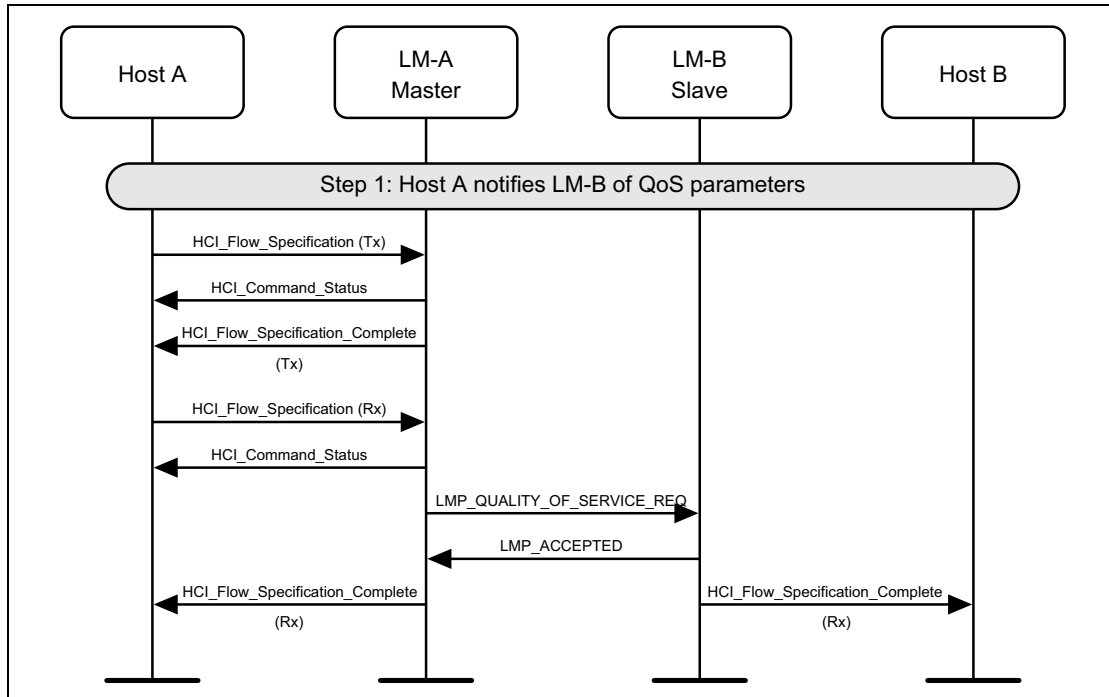 Host A
LM-A
Master
LM-B
Slave
Host B
Step 1: Host A notifies LM-B of QoS parameters
HCI_Flow_Specification (Tx)
HCI_Command_Status
HCI_Flow_Specification_Complete
(Tx)
HCI_Flow_Specification (Rx)
HCI_Command_Status
LMP_QUALITY_OF_SERVICE_REQ
LMP_ACCEPTED
HCI_Flow_Specification_Complete
(Rx)
HCI_Flow_Specification_Complete
(Rx)